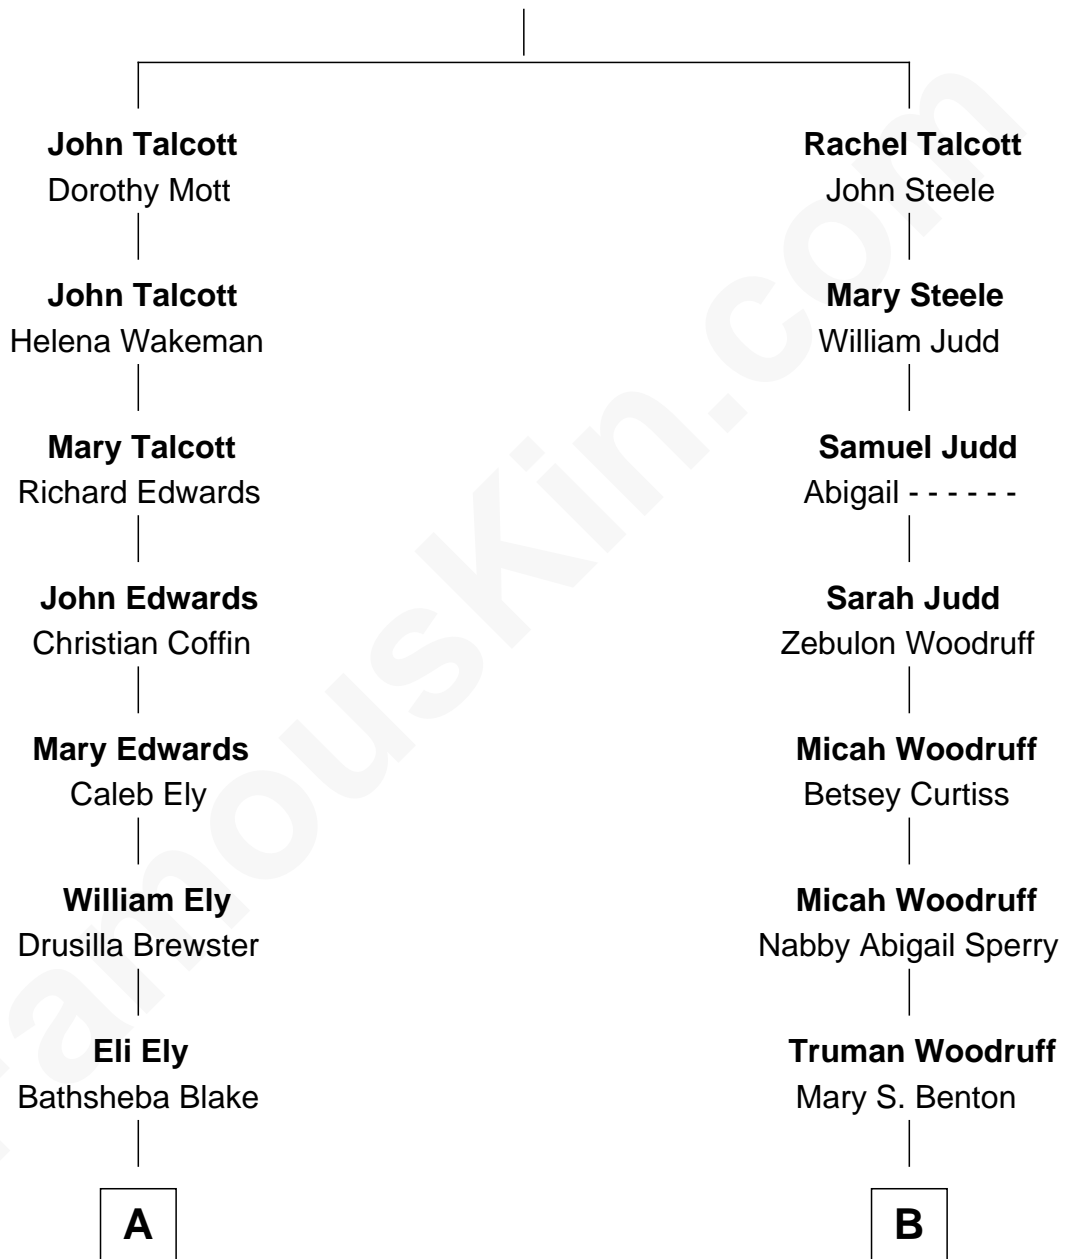 John Talcott
Dorothy Mott
John Talcott
Helena Wakeman
Mary Talcott
Richard Edwards
John Edwards
Christian Coffin
Mary Edwards
Caleb Ely
William Ely
Drusilla Brewster
Eli Ely
Bathsheba Blake
A
Rachel Talcott
John Steele
Mary Steele
William Judd
Samuel Judd
Abigail - - - - - -
Sarah Judd
Zebulon Woodruff
Micah Woodruff
Betsey Curtiss
Micah Woodruff
Nabby Abigail Sperry
Truman Woodruff
Mary S. Benton
B
FamousKin.com